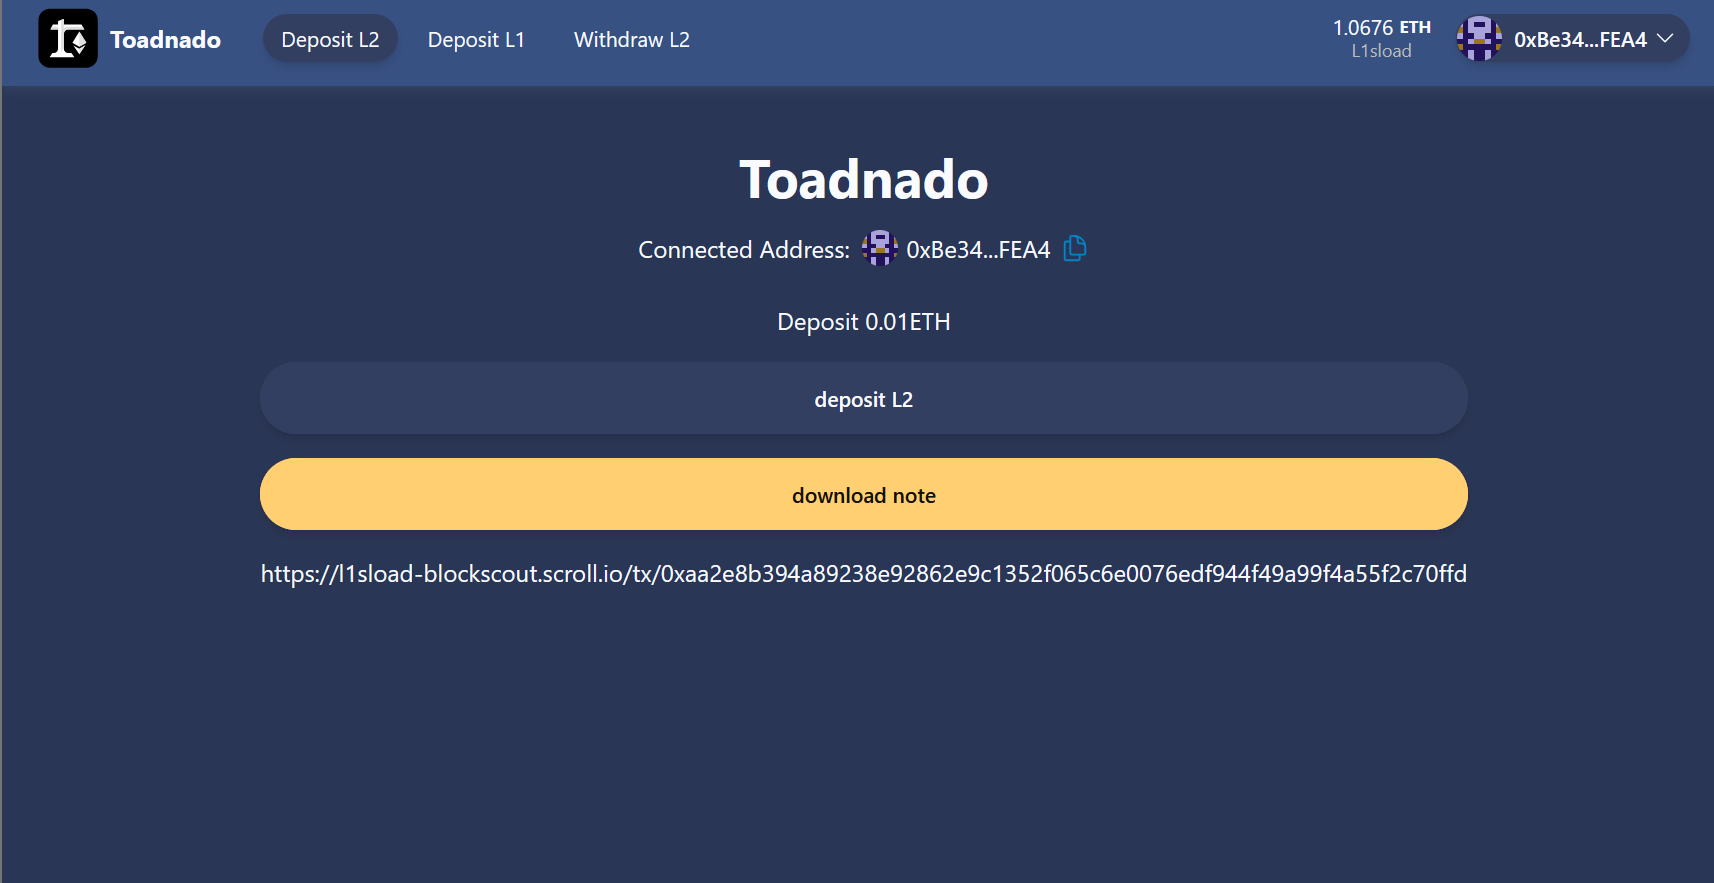 Toadnado Deposit L2 Deposit L1 Withdraw L2 1.0676 ETH L1sload 0xBe34...FEA4
Toadnado
Connected Address: 0xBe34...FEA4
Deposit 0.01ETH
deposit L2
download note
https://l1sload-blockscout.scroll.io/tx/0xaa2e8b394a89238e92862e9c1352f065c6e0076edf944f49a99f4a55f2c70ffd